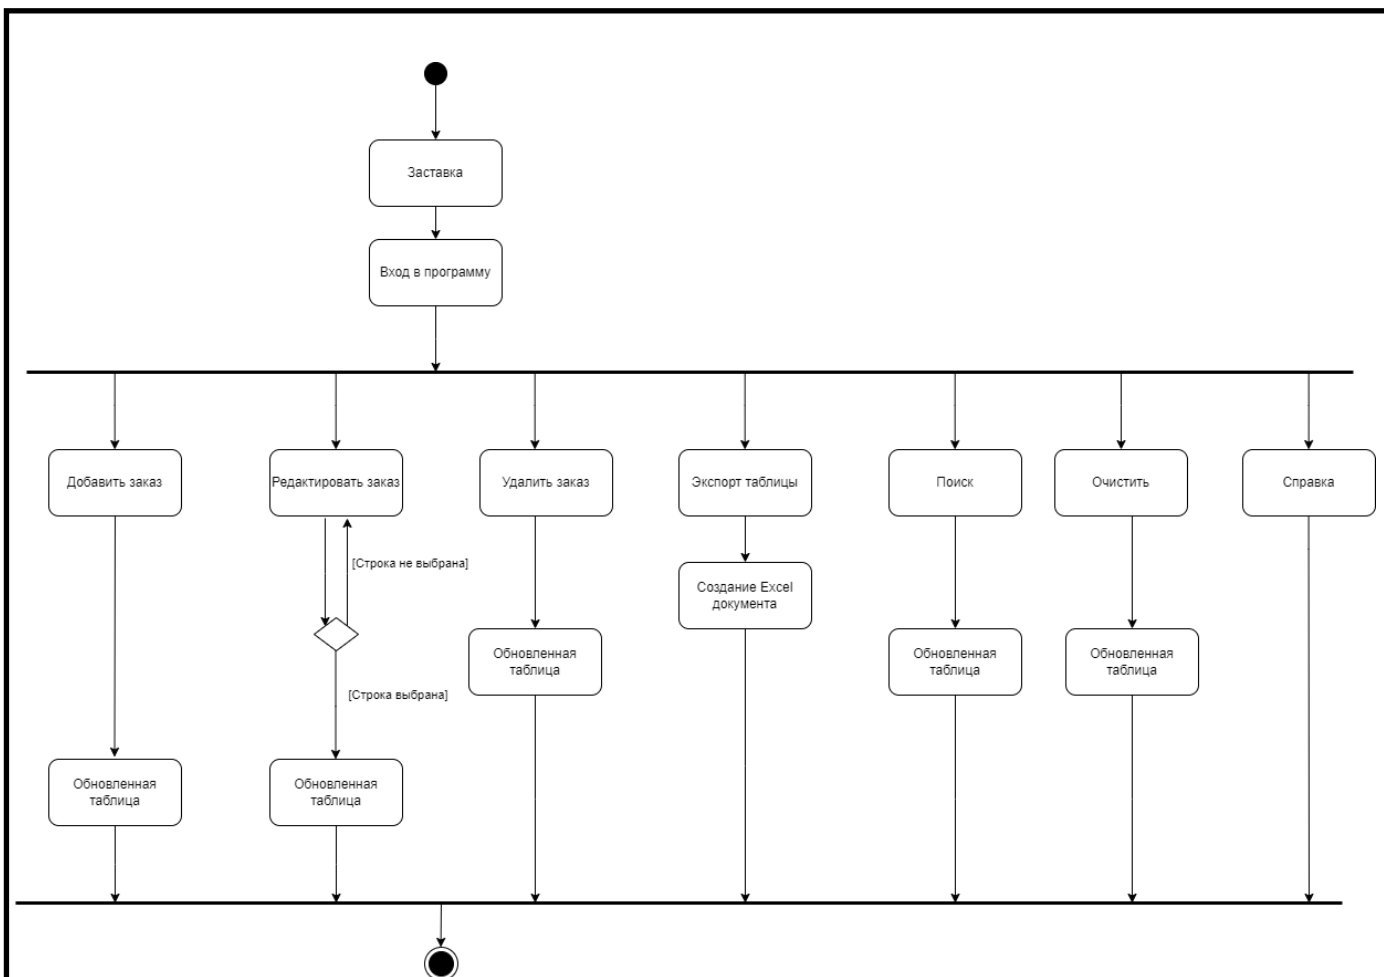 Заставка
Вход в программу
Добавить заказ
Редактировать заказ
Удалить заказ
Экспорт таблицы
Поиск
Очистить
Справка
[Строка не выбрана]
Создание Excel
документа
Обновленная
таблица
Обновленная
таблица
Обновленная
таблица
[Строка выбрана]
Обновленная
таблица
Обновленная
таблица